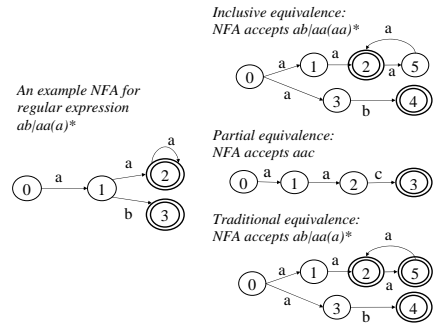 An example NFA for
regular expression
ab|aa(a)*
0
a
1
a
a
2
b
3
Inclusive equivalence:
NFA accepts ab|aa(aa)*
0
a
1
a
2
a
a
5
a
3
b
4
Partial equivalence:
NFA accepts aac
0
a
1
a
2
c
3
Traditional equivalence:
NFA accepts ab|aa(a)*
0
a
1
a
2
a
a
5
a
3
b
4